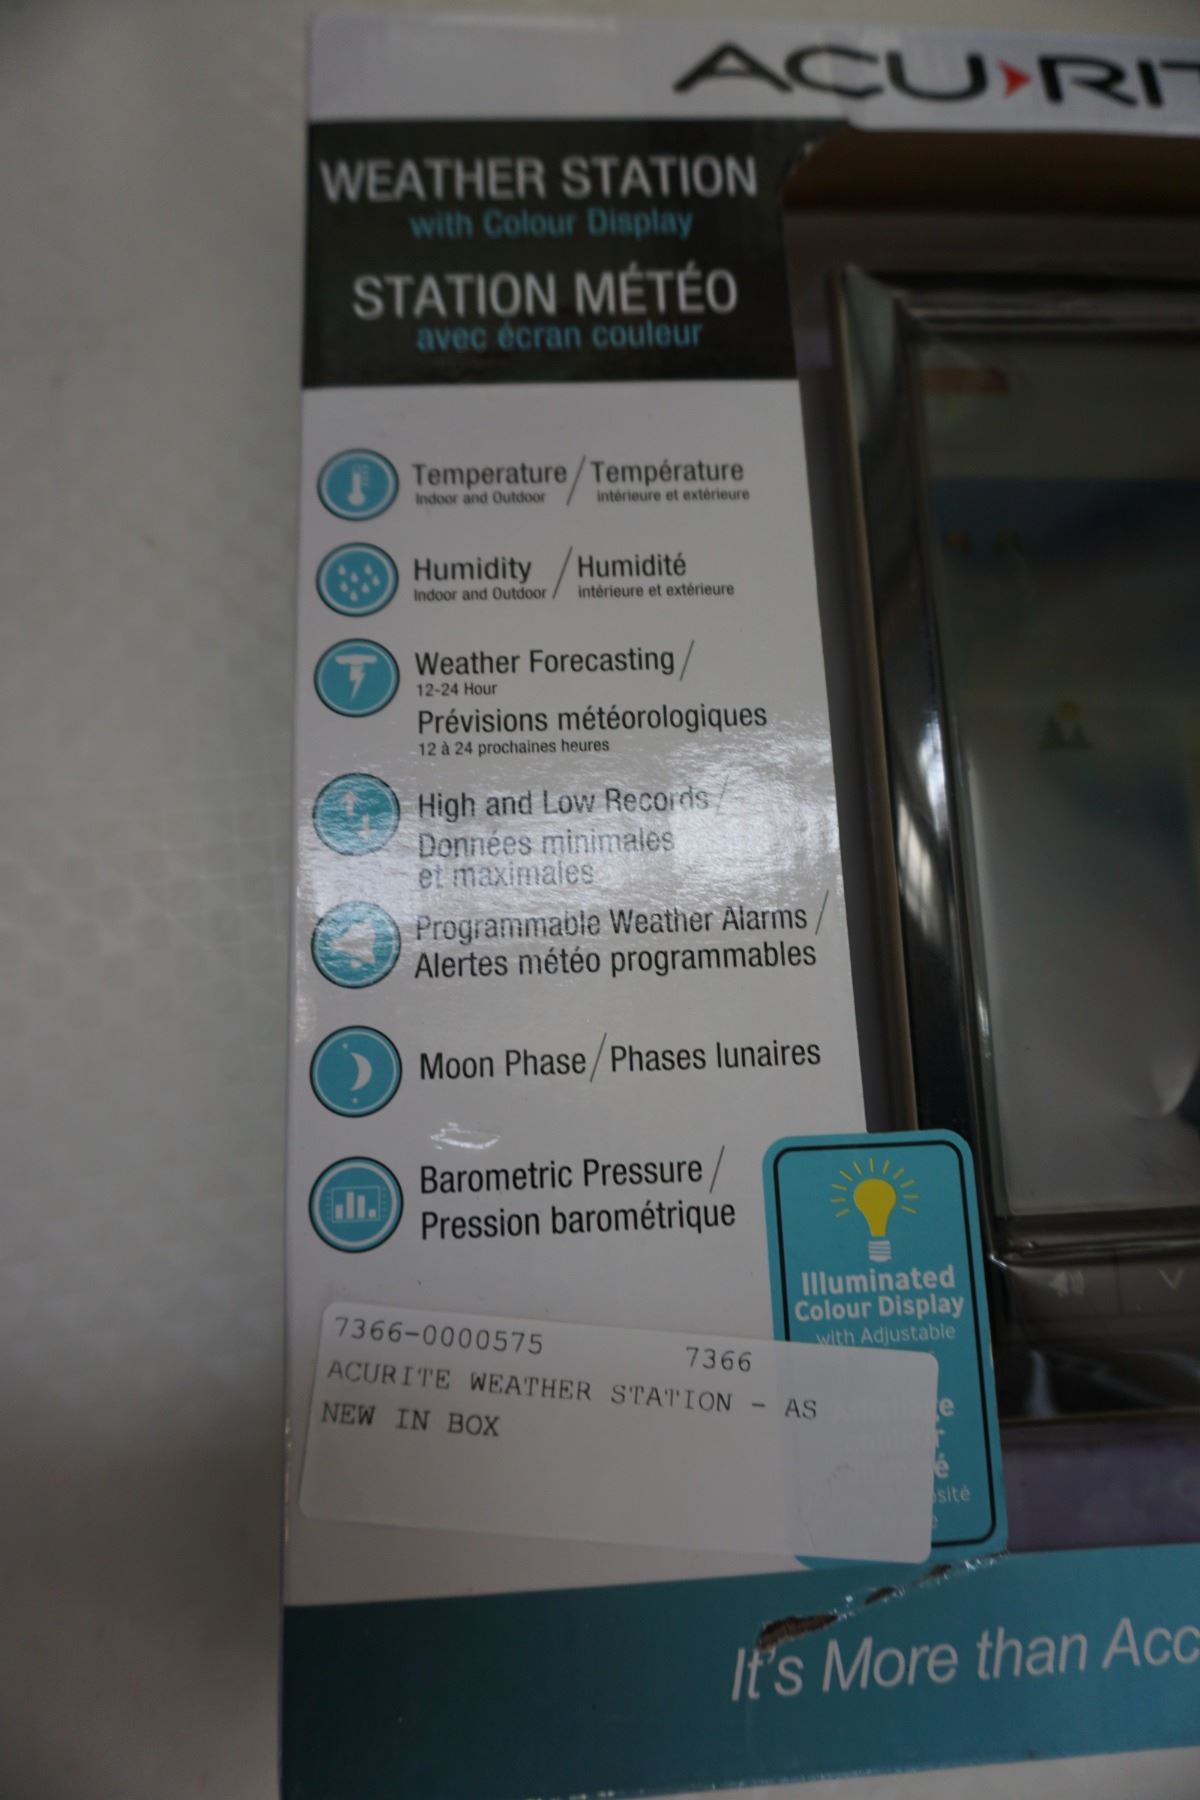 WEATHER STATION
with Colour Display
STATION MÉTÉO
avec écran couleur
Temperature / Température
Indoor and Outdoor intérieure et extérieure
Humidity / Humidité
Indoor and Outdoor intérieure et extérieure
Weather Forecasting /
12-24 Hour
Prévisions météorologiques
12 à 24 prochaines heures
High and Low Records /
Données minimales
et maximales
Programmable Weather Alarms /
Alertes météo programmables
Moon Phase / Phases lunaires
Barometric Pressure /
Pression barométrique
Illuminated
Colour Display
with Adjustable
7366-0000575 7366
ACURITE WEATHER STATION - AS
NEW IN BOX
It's More than